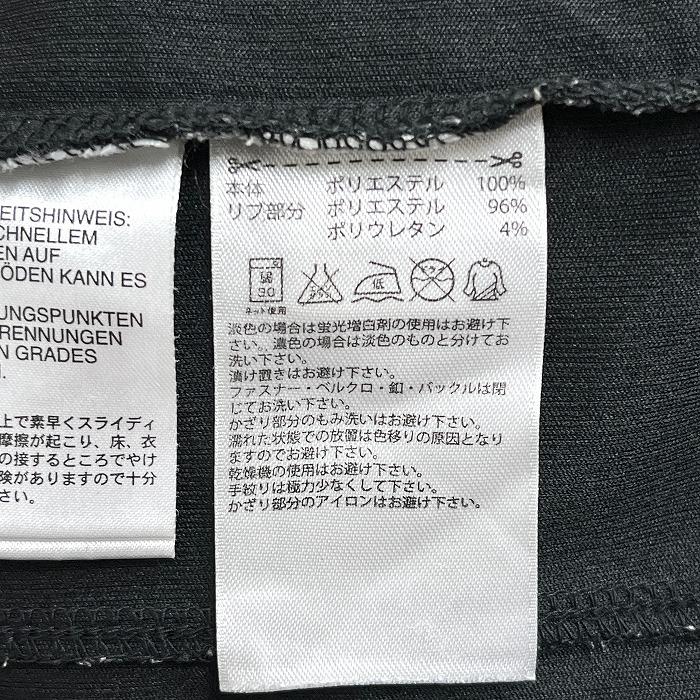 EITSHINWEIS:
CHNELLEM
EN AUF
ÖDEN KANN ES
UNGSPUNKTEN
RENNUNGEN
N GRADES
上で素早くスライディ
摩擦が起こり、床、衣
の接するところでやけ
険がありますので十分
さい。
本体 ポリエステル 100%
リブ部分 ポリエステル 96%
ポリウレタン 4%
低
ネット使用
淡色の場合は蛍光増白剤の使用はお避け下
さい。濃色の場合は淡色のものと分けてお
洗い下さい。
漬け置きはお避け下さい。
ファスナー・ベルクロ・釦・バックルは閉
じてお洗い下さい。
かざり部分のもみ洗いはお避け下さい。
濡れた状態での放置は色移りの原因となり
ますのでお避け下さい。
乾燥機の使用はお避け下さい。
手絞りは極力少なくして下さい。
かざり部分のアイロンはお避け下さい。